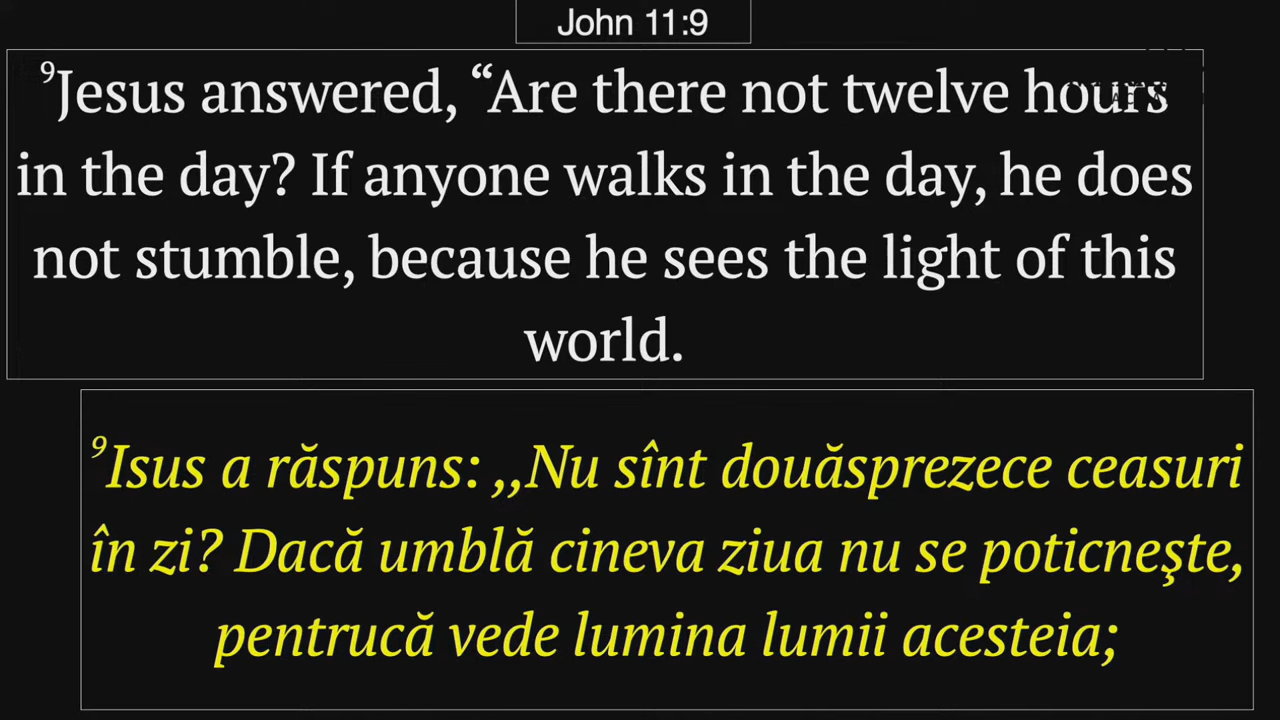 John 11:9
⁹Jesus answered, “Are there not twelve hours
in the day? If anyone walks in the day, he does
not stumble, because he sees the light of this
world.
⁹Isus a răspuns: ,,Nu sînt douăsprezece ceasuri
în zi? Dacă umblă cineva ziua nu se poticneşte,
pentrucă vede lumina lumii acesteia;